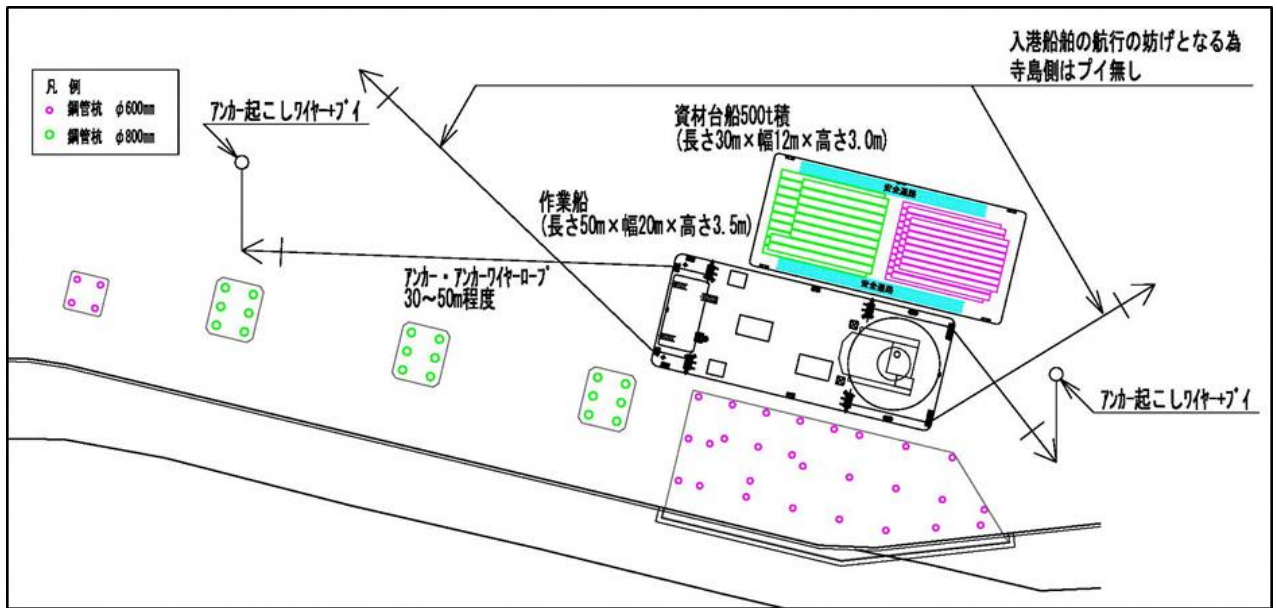 入港船舶の航行の妨げとなる為
寺島側はブイ無し
凡 例
鋼管杭 φ600mm
鋼管杭 φ800mm
アンカー起こしワイヤー+ブイ
資材台船500t積
(長さ30m×幅12m×高さ3.0m)
安全通路
作業船
(長さ50m×幅20m×高さ3.5m)
安全通路
アンカー・アンカーワイヤーロープ
30～50m程度
アンカー起こしワイヤー+ブイ